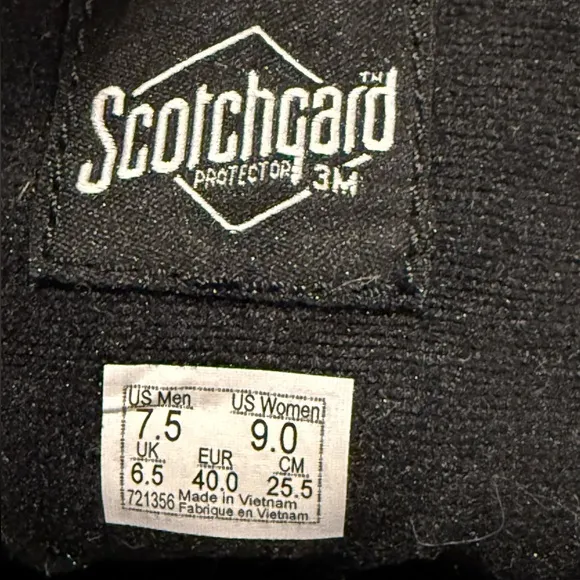 Scotchgard™
PROTECTOR 3M
US Men US Women
7.5 9.0
UK EUR CM
6.5 40.0 25.5
721356 Made in Vietnam
Fabrique en Vietnam